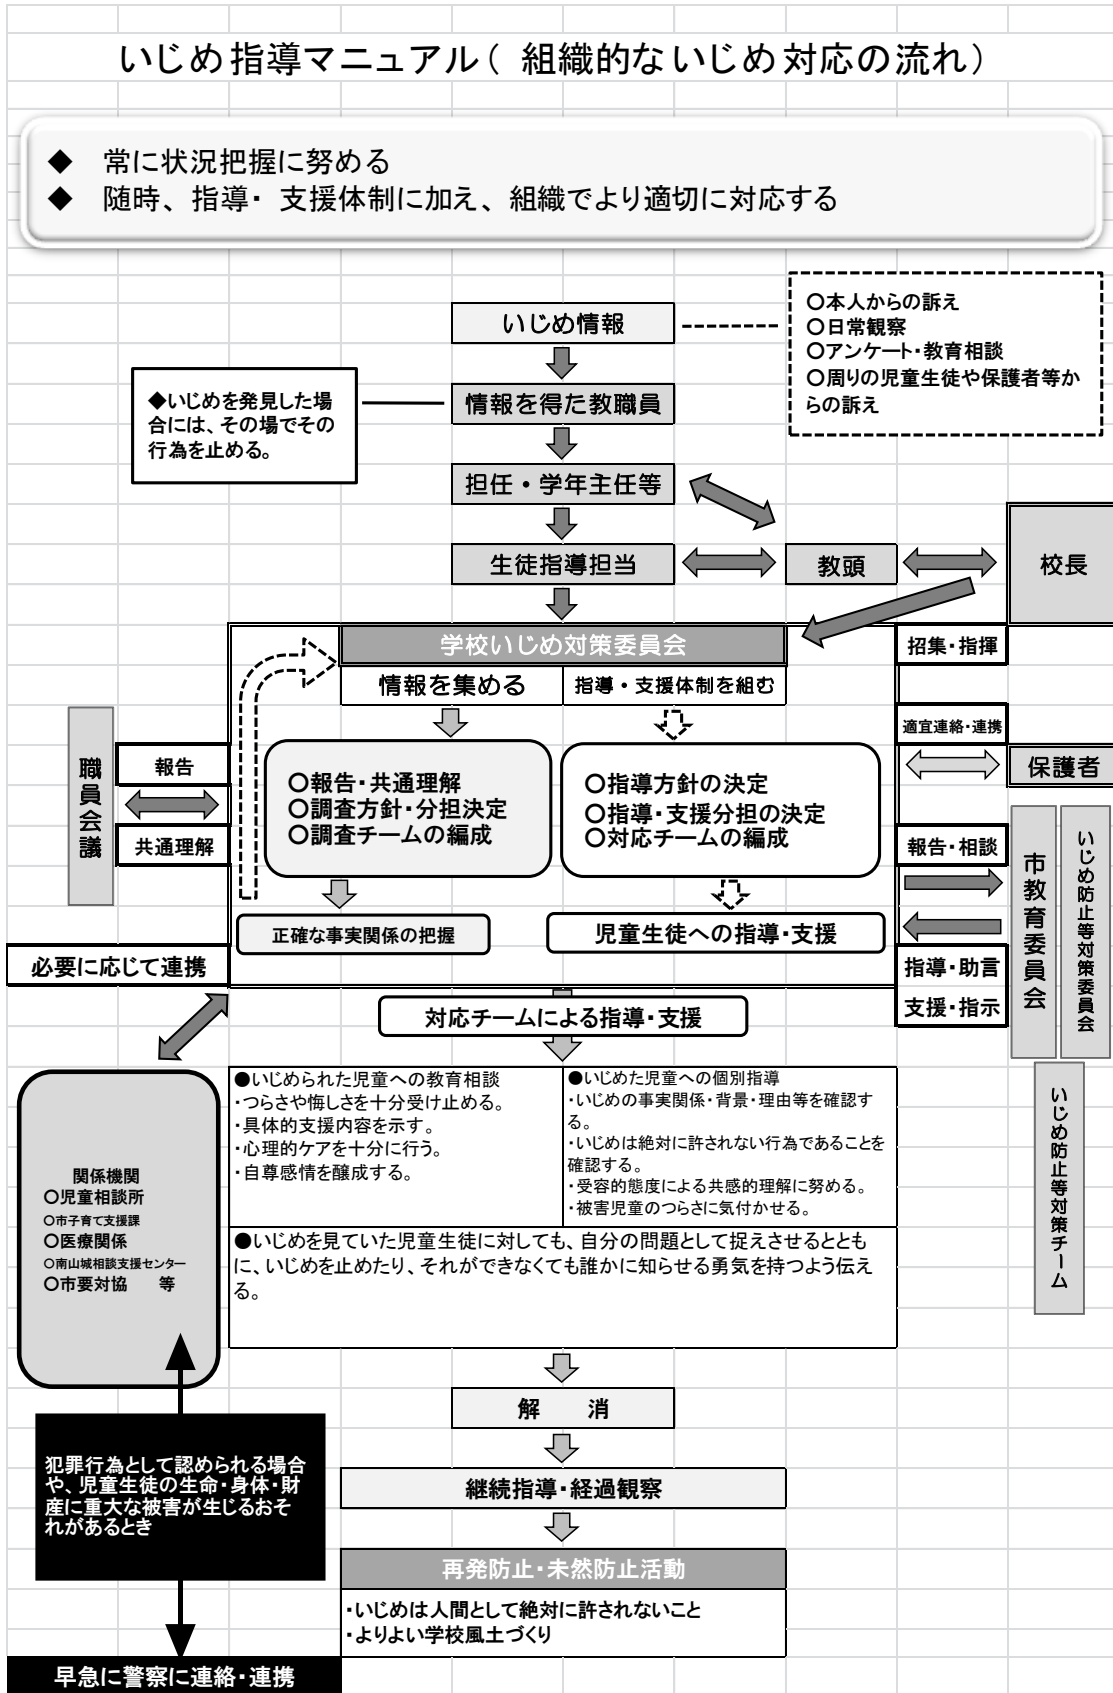 いじめ指導マニュアル（ 組織的ないじめ対応の流れ）
◆ 常に状況把握に努める
◆ 随時、指導・ 支援体制に加え、組織でより適切に対応する
いじめ情報
○本人からの訴え
○日常観察
○アンケート・教育相談
○周りの児童生徒や保護者等か
らの訴え
◆いじめを発見した場
合には、その場でその
行為を止める。
情報を得た教職員
担任・学年主任等
生徒指導担当
教頭
校長
学校いじめ対策委員会
招集・指揮
情報を集める
指導・支援体制を組む
適宜連絡・連携
保護者
職員会議
報告
共通理解
○報告・共通理解
○調査方針・分担決定
○調査チームの編成
○指導方針の決定
○指導・支援分担の決定
○対応チームの編成
報告・相談
市教育委員会
いじめ防止等対策委員会
正確な事実関係の把握
児童生徒への指導・支援
必要に応じて連携
指導・助言
支援・指示
対応チームによる指導・支援
●いじめられた児童への教育相談
・つらさや悔しさを十分受け止める。
・具体的支援内容を示す。
・心理的ケアを十分に行う。
・自尊感情を醸成する。
●いじめた児童への個別指導
・いじめの事実関係・背景・理由等を確認す
る。
・いじめは絶対に許されない行為であることを
確認する。
・受容的態度による共感的理解に努める。
・被害児童のつらさに気付かせる。
いじめ防止等対策チーム
関係機関
○児童相談所
○市子育て支援課
○医療関係
○南山城相談支援センター
○市要対協　等
●いじめを見ていた児童生徒に対しても、自分の問題として捉えさせるととも
に、いじめを止めたり、それができなくても誰かに知らせる勇気を持つよう伝え
る。
解　消
犯罪行為として認められる場合
や、児童生徒の生命・身体・財
産に重大な被害が生じるおそ
れがあるとき
継続指導・経過観察
再発防止・未然防止活動
・いじめは人間として絶対に許されないこと
・よりよい学校風土づくり
早急に警察に連絡・連携